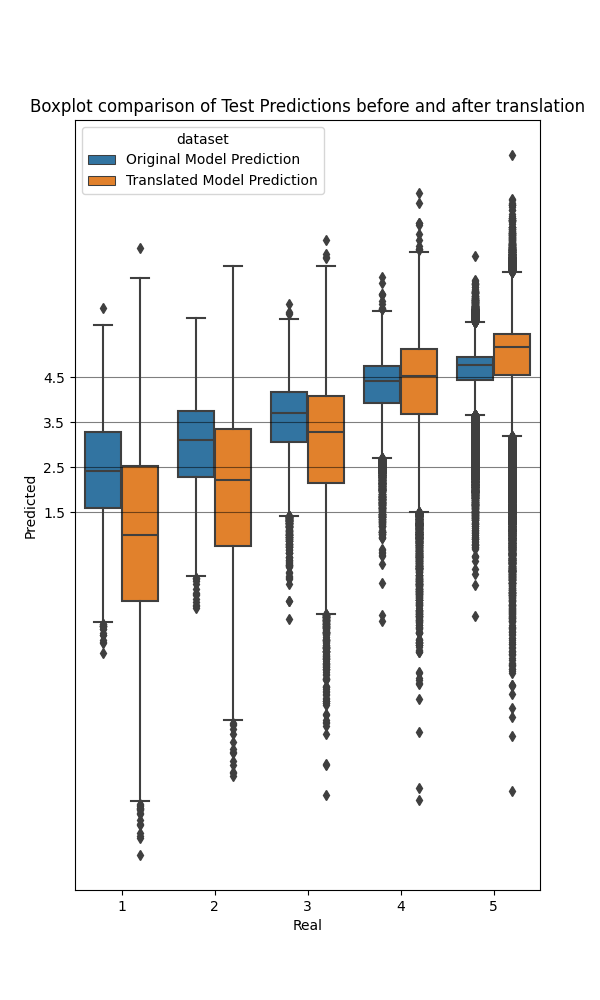 Boxplot comparison of Test Predictions before and after translation
dataset
Original Model Prediction
Translated Model Prediction
4.5
3.5
2.5
1.5
Predicted
1 2 3 4 5
Real